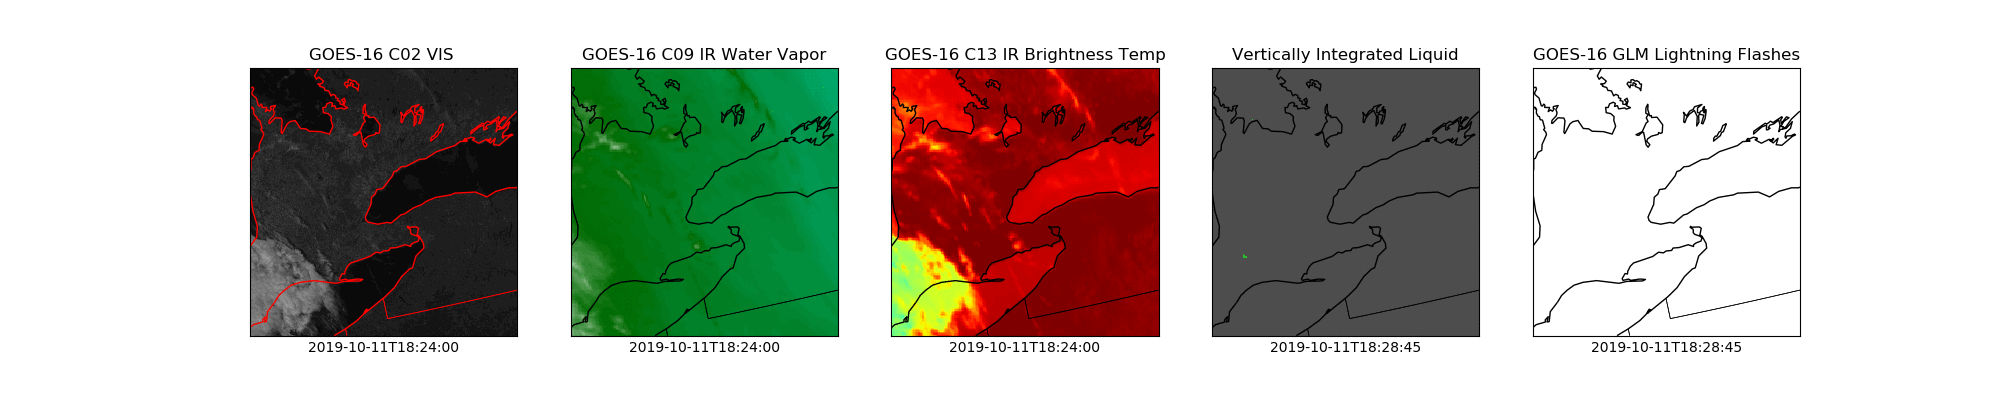 GOES-16 C02 VIS
GOES-16 C09 IR Water Vapor
GOES-16 C13 IR Brightness Temp
Vertically Integrated Liquid
GOES-16 GLM Lightning Flashes
2019-10-11T18:24:00
2019-10-11T18:24:00
2019-10-11T18:24:00
2019-10-11T18:28:45
2019-10-11T18:28:45